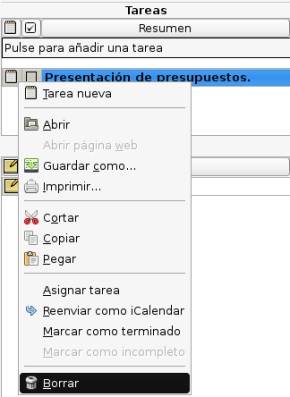 Tareas
Resumen
Pulse para añadir una tarea
Presentación de presupuestos.
Tarea nueva
Abrir
Abrir página web
Guardar como...
Imprimir...
Cortar
Copiar
Pegar
Asignar tarea
Reenviar como iCalendar
Marcar como terminado
Marcar como incompleto
Borrar